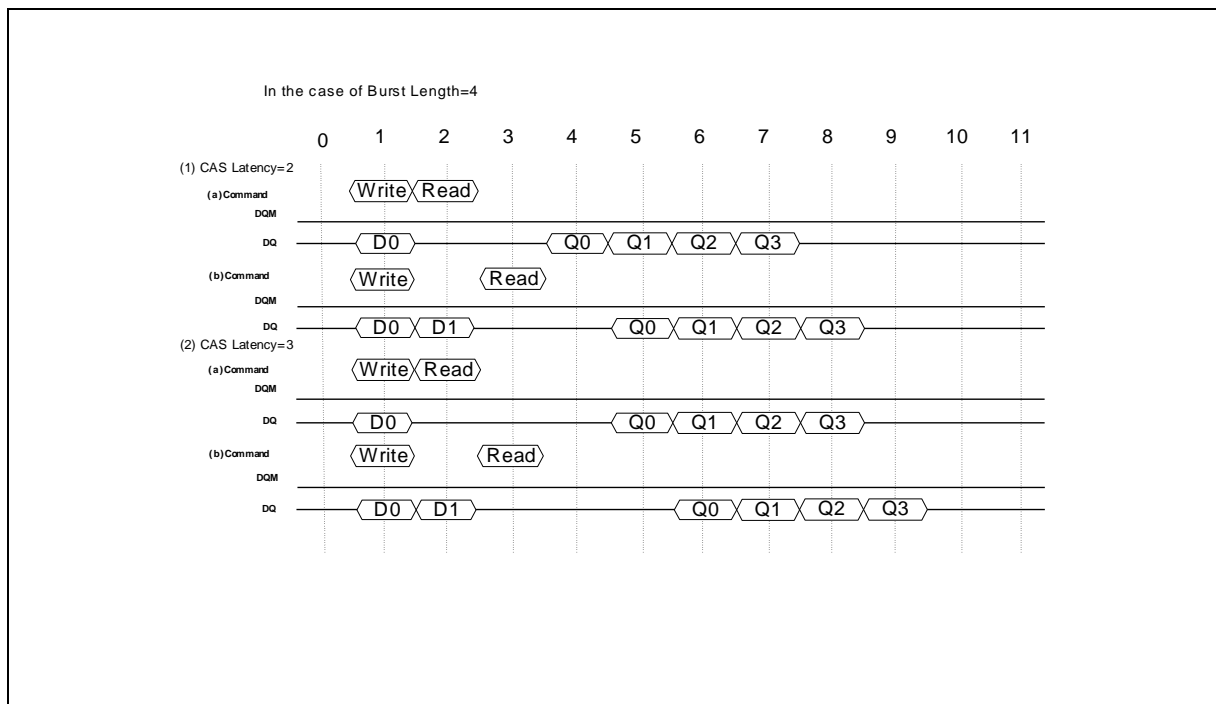 In the case of Burst Length=4
0 1 2 3 4 5 6 7 8 9 10 11
(1) CAS Latency=2
(a)Command Write Read
DQM
DQ D0 Q0 Q1 Q2 Q3
(b)Command Write Read
DQM
DQ D0 D1 Q0 Q1 Q2 Q3
(2) CAS Latency=3
(a)Command Write Read
DQM
DQ D0 Q0 Q1 Q2 Q3
(b)Command Write Read
DQM
DQ D0 D1 Q0 Q1 Q2 Q3